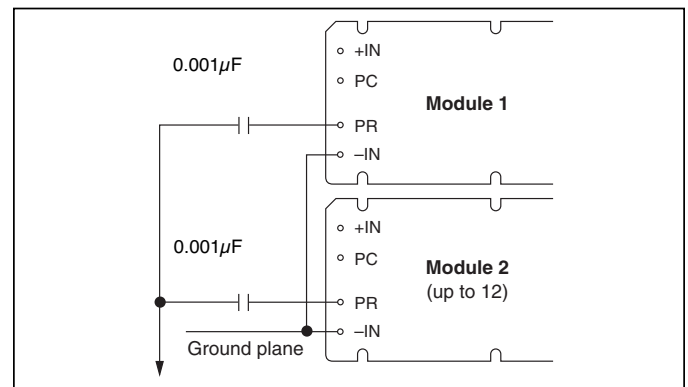 0.001µF
+IN
PC
Module 1
PR
–IN
0.001µF
+IN
PC
Module 2
(up to 12)
PR
–IN
Ground plane